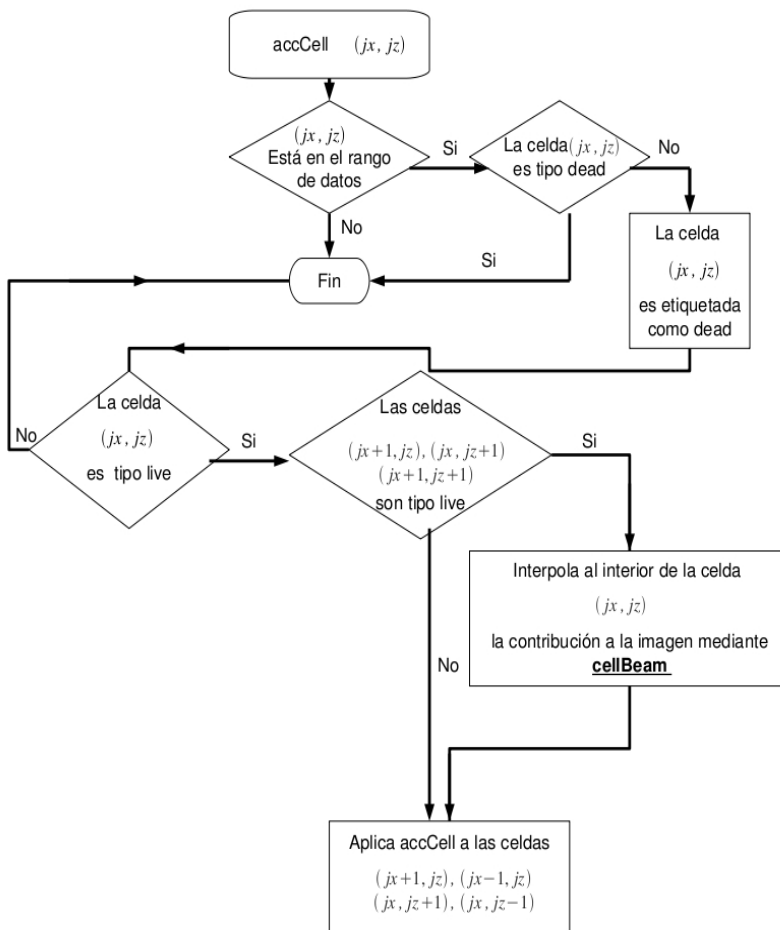 accCell (jx, jz)
(jx, jz)
Está en el rango
de datos
Si
La celda(jx, jz)
es tipo dead
No
No
Si
Fin
La celda
(jx, jz)
es etiquetada
como dead
La celda
(jx, jz)
es tipo live
No
Si
Las celdas
(jx+1, jz), (jx, jz+1)
(jx+1, jz+1)
son tipo live
Si
No
Interpola al interior de la celda
(jx, jz)
la contribución a la imagen mediante
cellBeam
Aplica accCell a las celdas
(jx+1, jz), (jx−1, jz)
(jx, jz+1), (jx, jz−1)